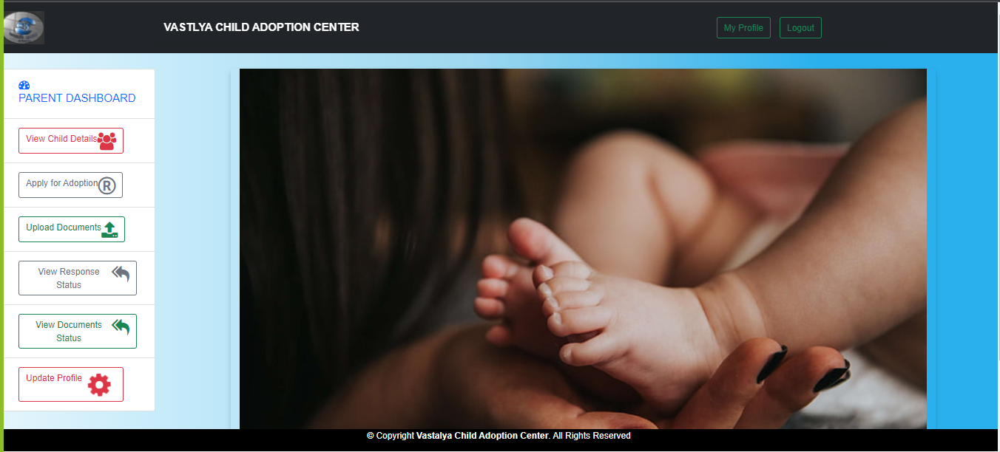 VASTLYA CHILD ADOPTION CENTER
My Profile
Logout
PARENT DASHBOARD
View Child Details
Apply for Adoption
®
Upload Documents
View Response
Status
View Documents
Status
Update Profile
© Copyright Vastalya Child Adoption Center. All Rights Reserved